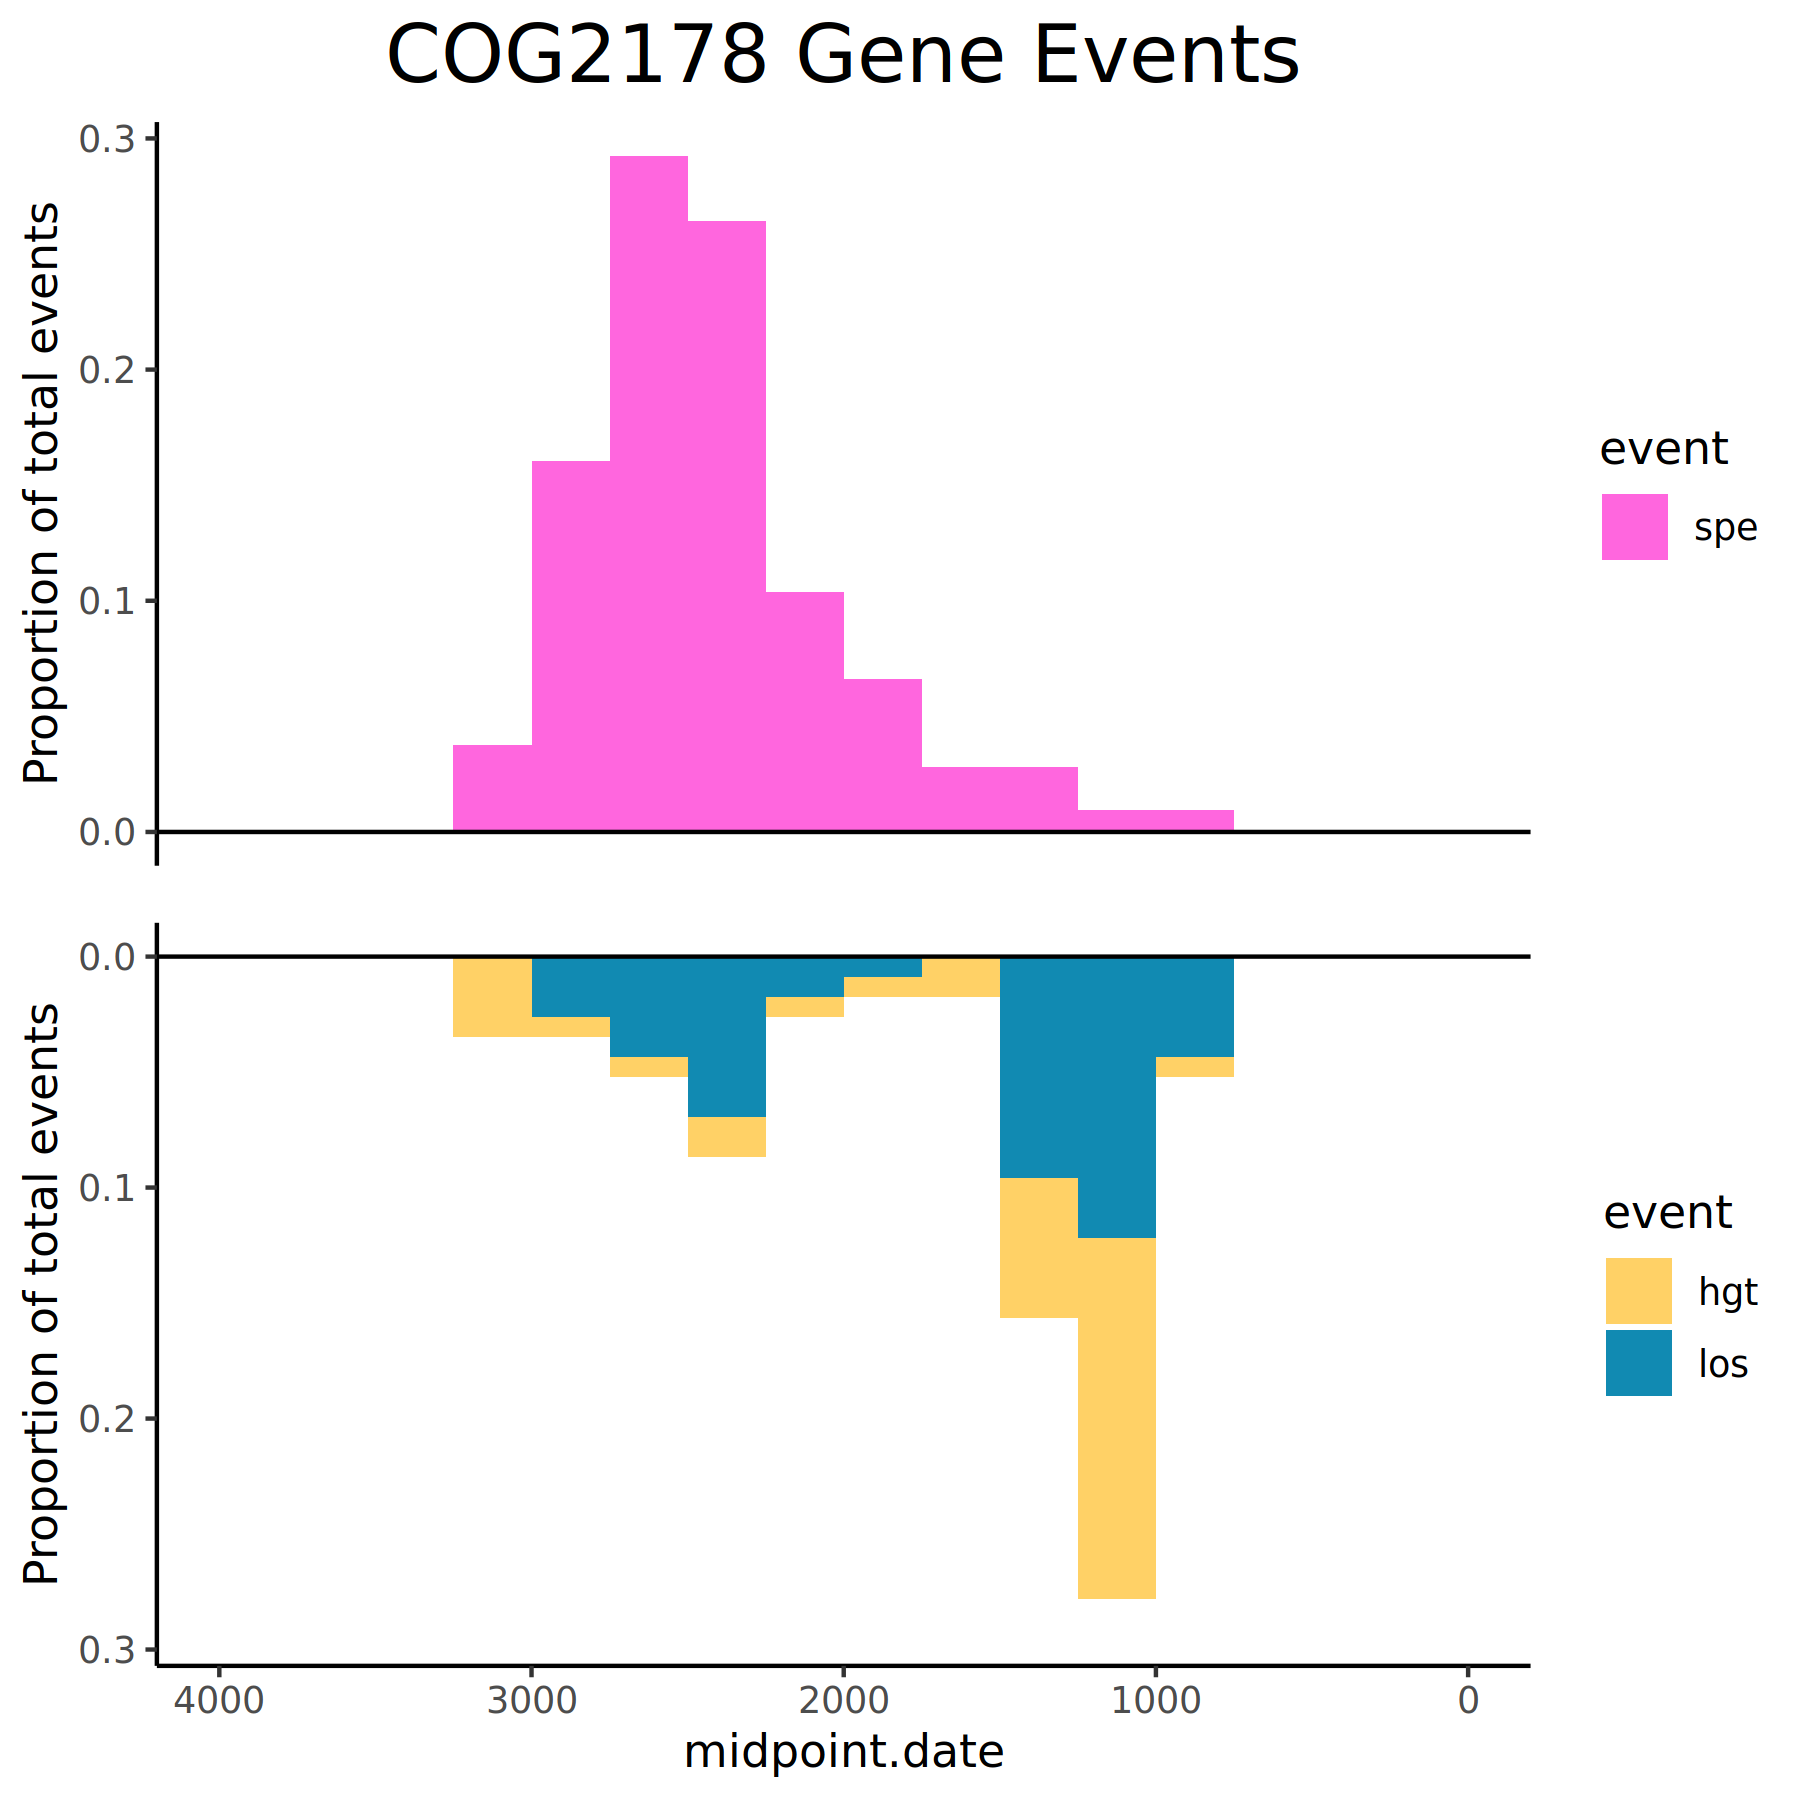 COG2178 Gene Events
Proportion of total events
0.3
0.2
0.1
0.0
event
spe
Proportion of total events
0.0
0.1
0.2
0.3
event
hgt
los
4000 3000 2000 1000 0
midpoint.date